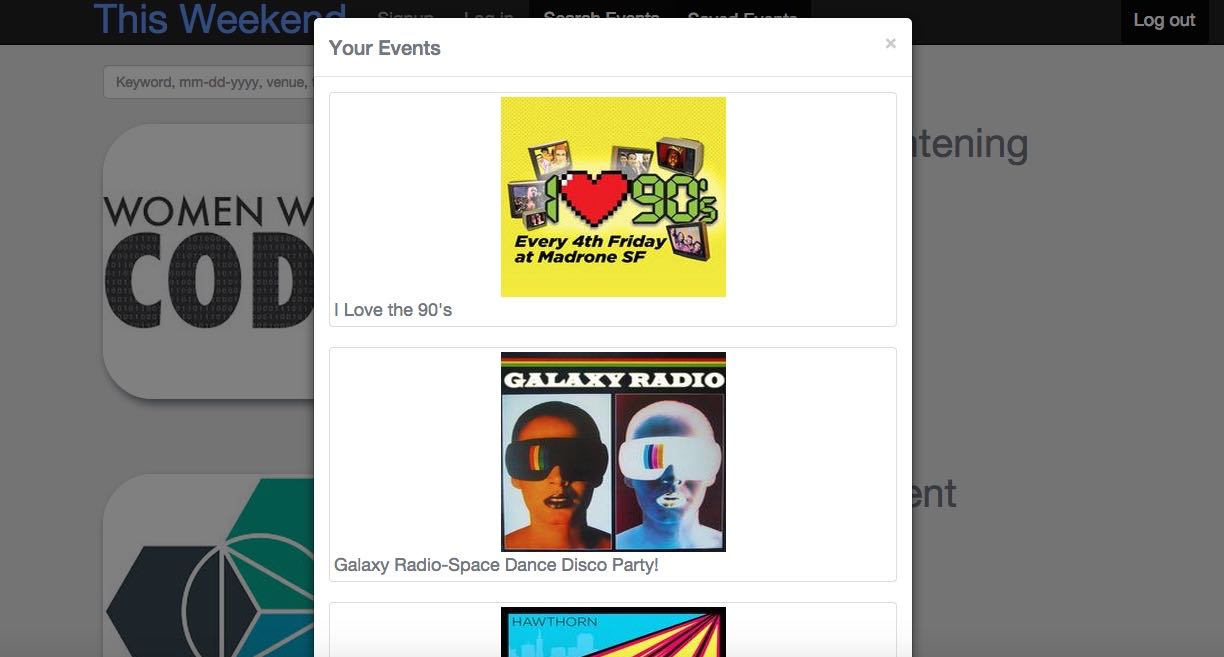 This Weekend Signup Log in Search Events Saved Events Log out
Your Events ×
Keyword, mm-dd-yyyy, venue,
WOMEN W
COD
tening
I ♥ 90's
Every 4th Friday
at Madrone SF
I Love the 90's
GALAXY RADIO
Galaxy Radio-Space Dance Disco Party!
ent
HAWTHORN